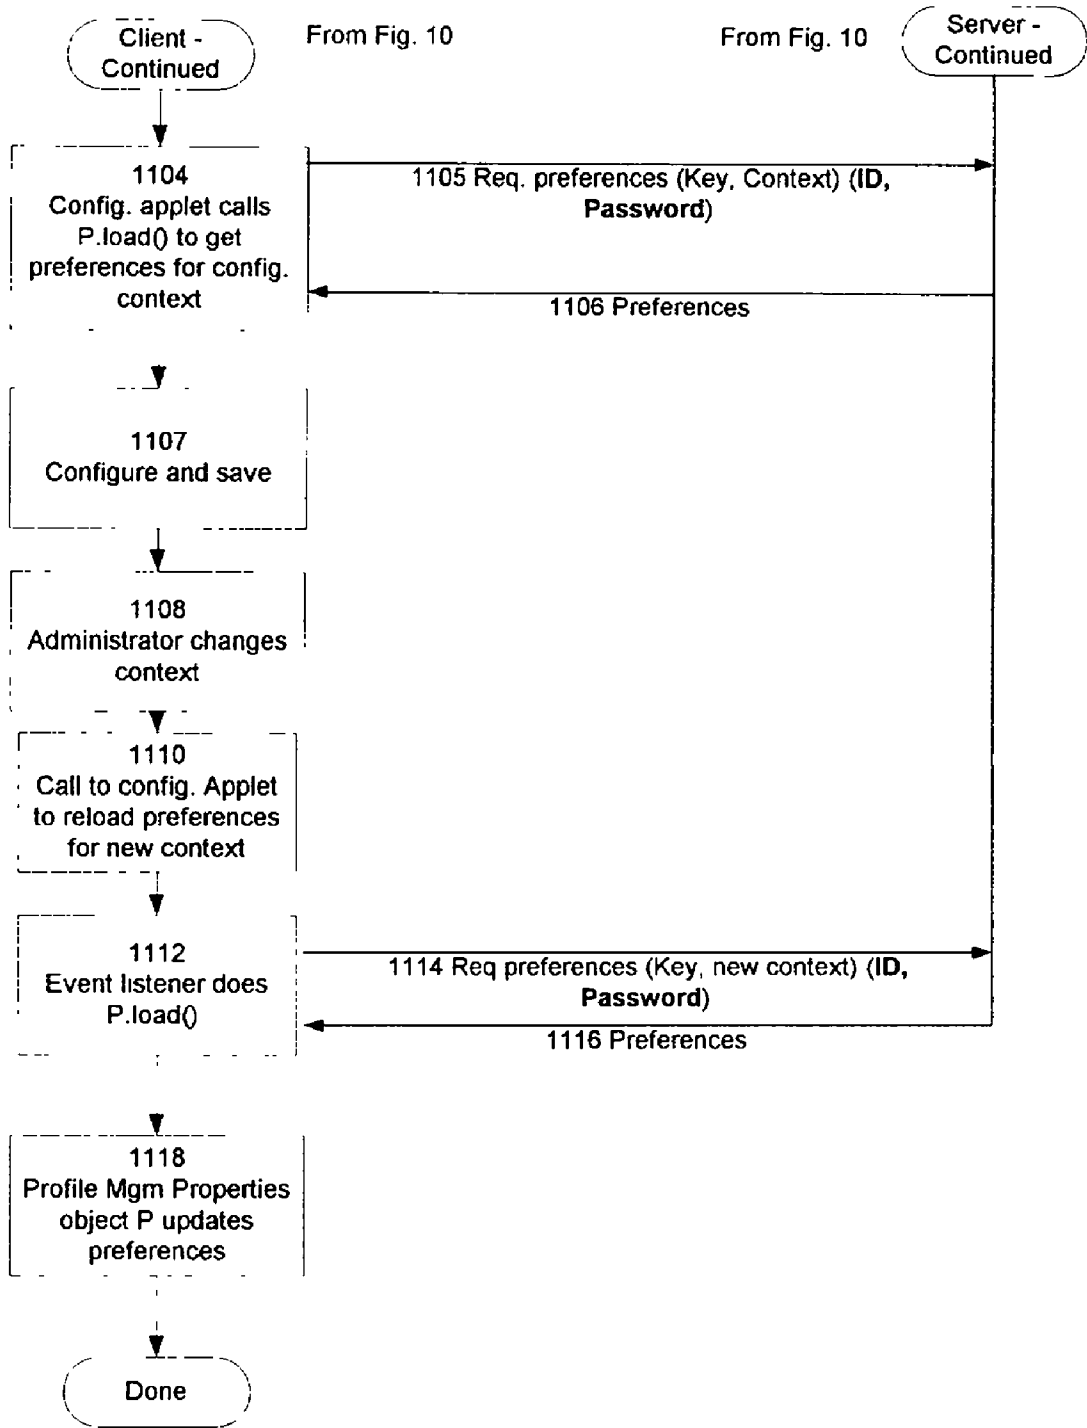 Client -
Continued
From Fig. 10
From Fig. 10
Server -
Continued
1104
Config. applet calls
P.load() to get
preferences for config.
context
1105 Req. preferences (Key, Context) (ID,
Password)
1106 Preferences
1107
Configure and save
1108
Administrator changes
context
1110
Call to config. Applet
to reload preferences
for new context
1112
Event listener does
P.load()
1114 Req preferences (Key, new context) (ID,
Password)
1116 Preferences
1118
Profile Mgm Properties
object P updates
preferences
Done